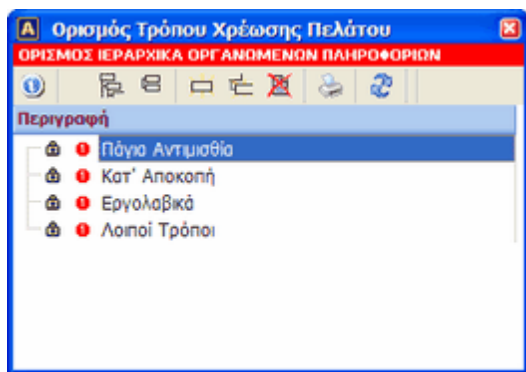 A Ορισμός Τρόπου Χρέωσης Πελάτου
ΟΡΙΣΜΟΣ ΙΕΡΑΡΧΙΚΑ ΟΡΓΑΝΩΜΕΝΩΝ ΠΛΗΡΟΦΟΡΙΩΝ
Περιγραφή
Πάγια Αντιμισθία
Κατ' Αποκοπή
Εργολαβικά
Λοιποί Τρόποι